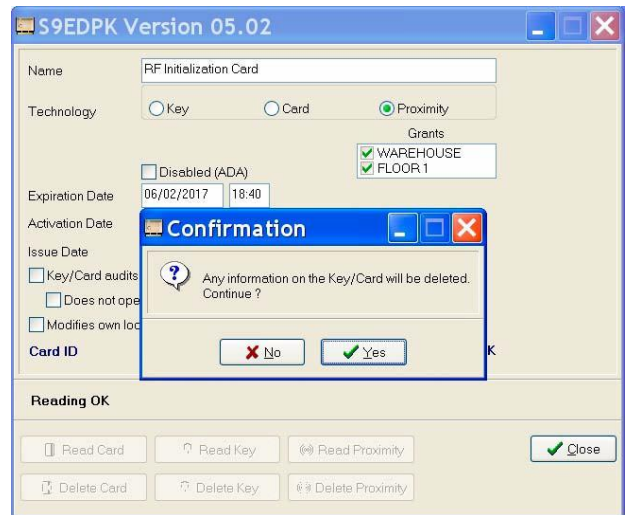 S9EDPK Version 05.02
Name
RF Initialization Card
Technology
Key
Card
Proximity
Grants
WAREHOUSE
FLOOR1
Disabled (ADA)
Expiration Date
06/02/2017
18:40
Activation Date
Issue Date
Key/Card audits
Does not ope
Modifies own loc
Card ID
K
Confirmation
Any information on the Key/Card will be deleted.
Continue ?
No
Yes
Reading OK
Read Card
Read Key
Read Proximity
Close
Delete Card
Delete Key
Delete Proximity